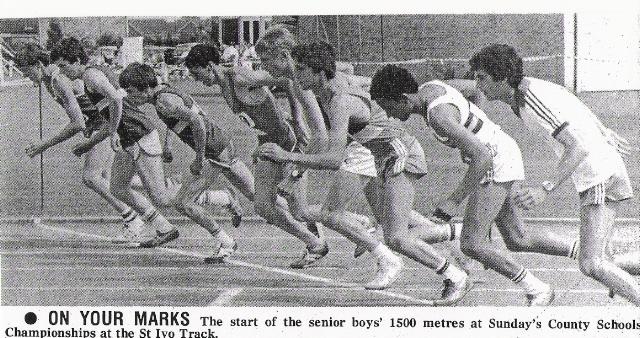 ● ON YOUR MARKS The start of the senior boys' 1500 metres at Sunday's County Schools
Championships at the St Ivo Track.